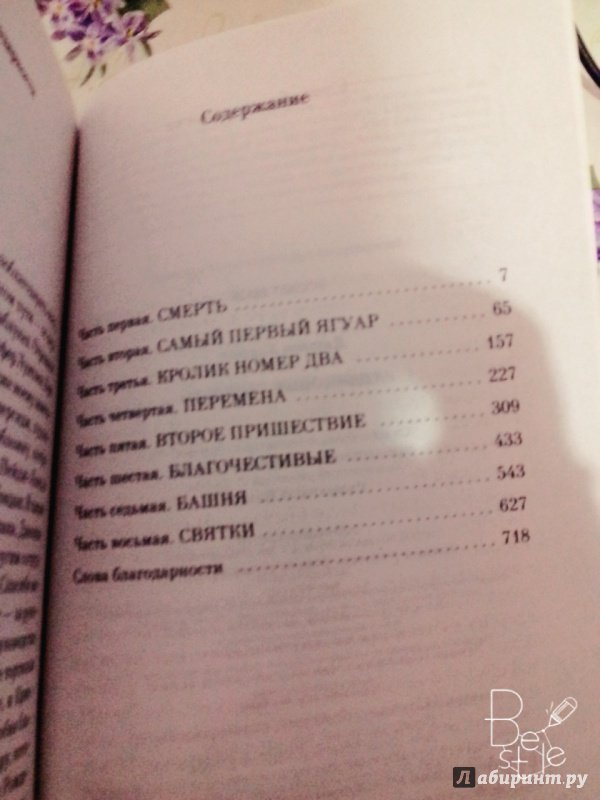 Содержание
Часть первая. СМЕРТЬ 7
Часть вторая. САМЫЙ ПЕРВЫЙ ЯГУАР 65
Часть третья. КРОЛИК НОМЕР ДВА 157
Часть четвертая. ПЕРЕМЕНА 227
Часть пятая. ВТОРОЕ ПРИШЕСТВИЕ 309
Часть шестая. БЛАГОЧЕСТИВЫЕ 433
Часть седьмая. БАШНЯ 543
Часть восьмая. СВЯТКИ 627
Слова благодарности 718
Be style
Лабиринт.ру